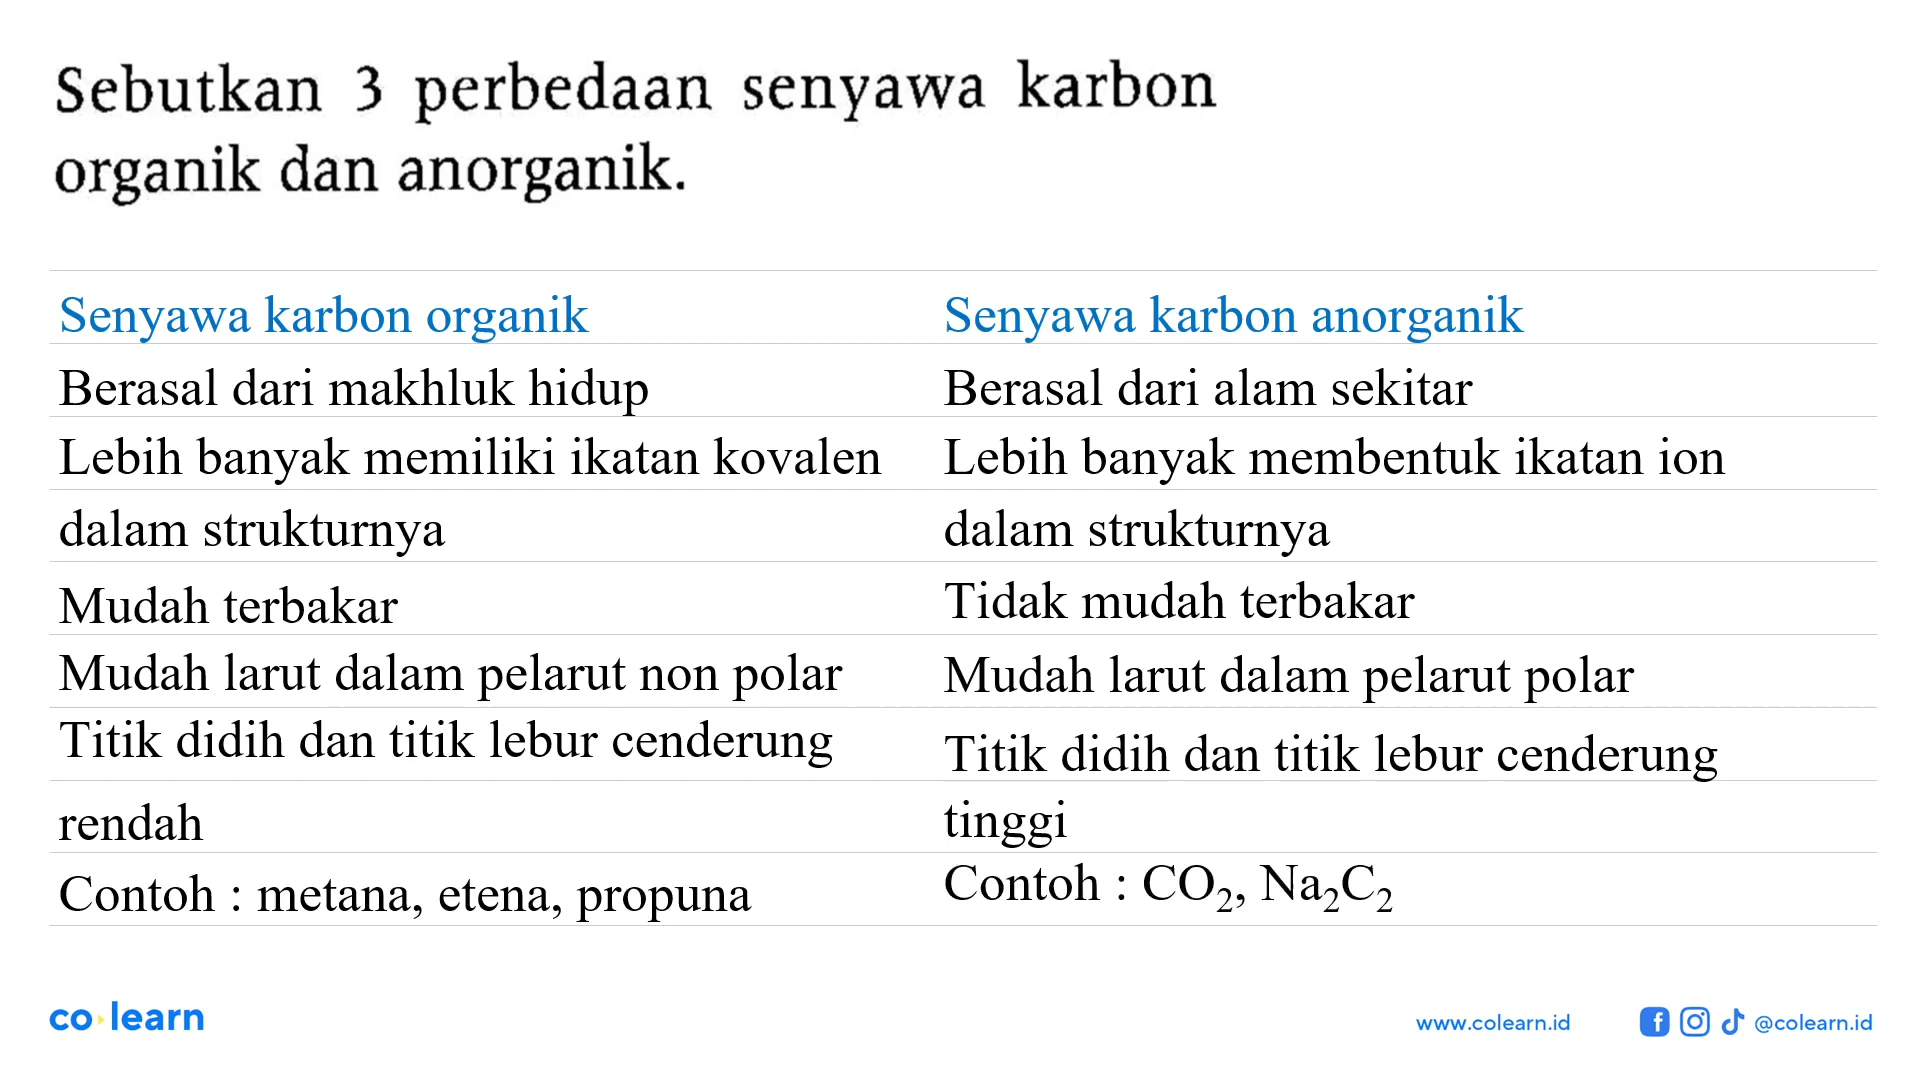 Sebutkan 3 perbedaan senyawa karbon
organik dan anorganik.
Senyawa karbon organik
Berasal dari makhluk hidup
Lebih banyak memiliki ikatan kovalen
dalam strukturnya
Mudah terbakar
Mudah larut dalam pelarut non polar
Titik didih dan titik lebur cenderung
rendah
Contoh : metana, etena, propuna
Senyawa karbon anorganik
Berasal dari alam sekitar
Lebih banyak membentuk ikatan ion
dalam strukturnya
Tidak mudah terbakar
Mudah larut dalam pelarut polar
Titik didih dan titik lebur cenderung
tinggi
Contoh : CO₂, Na₂C₂
co learn
www.colearn.id
@colearn.id